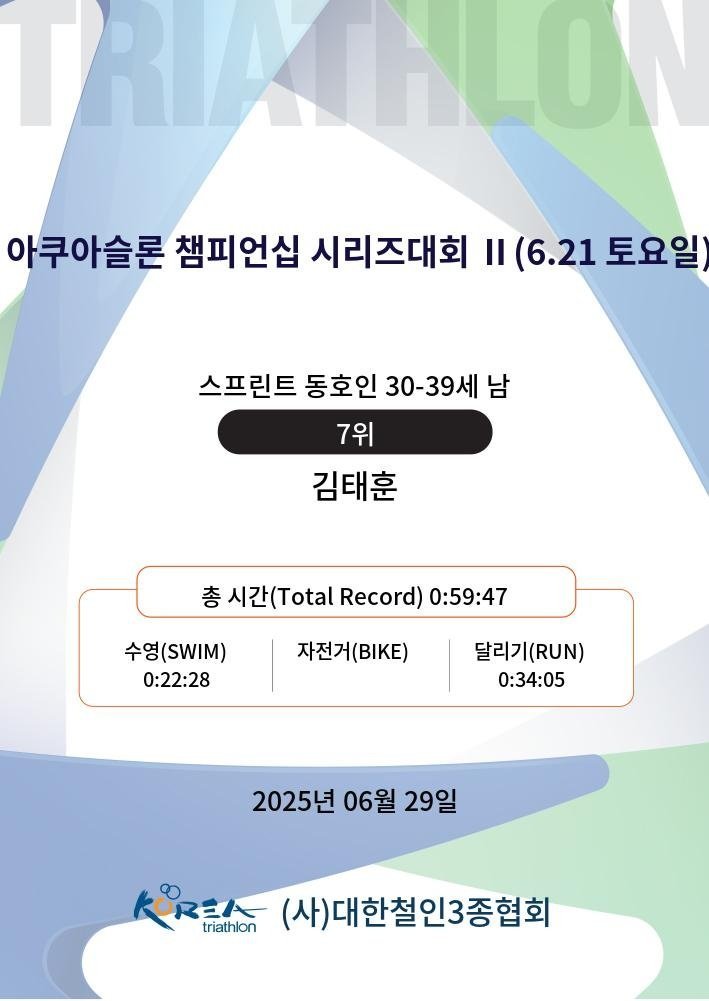 TRIATHLON
아쿠아슬론 챔피언십 시리즈대회 Ⅱ(6.21 토요일)
스프린트 동호인 30-39세 남
7위
김태훈
총 시간(Total Record) 0:59:47
수영(SWIM) 자전거(BIKE) 달리기(RUN)
0:22:28 0:34:05
2025년 06월 29일
KOREA triathlon (사)대한철인3종협회